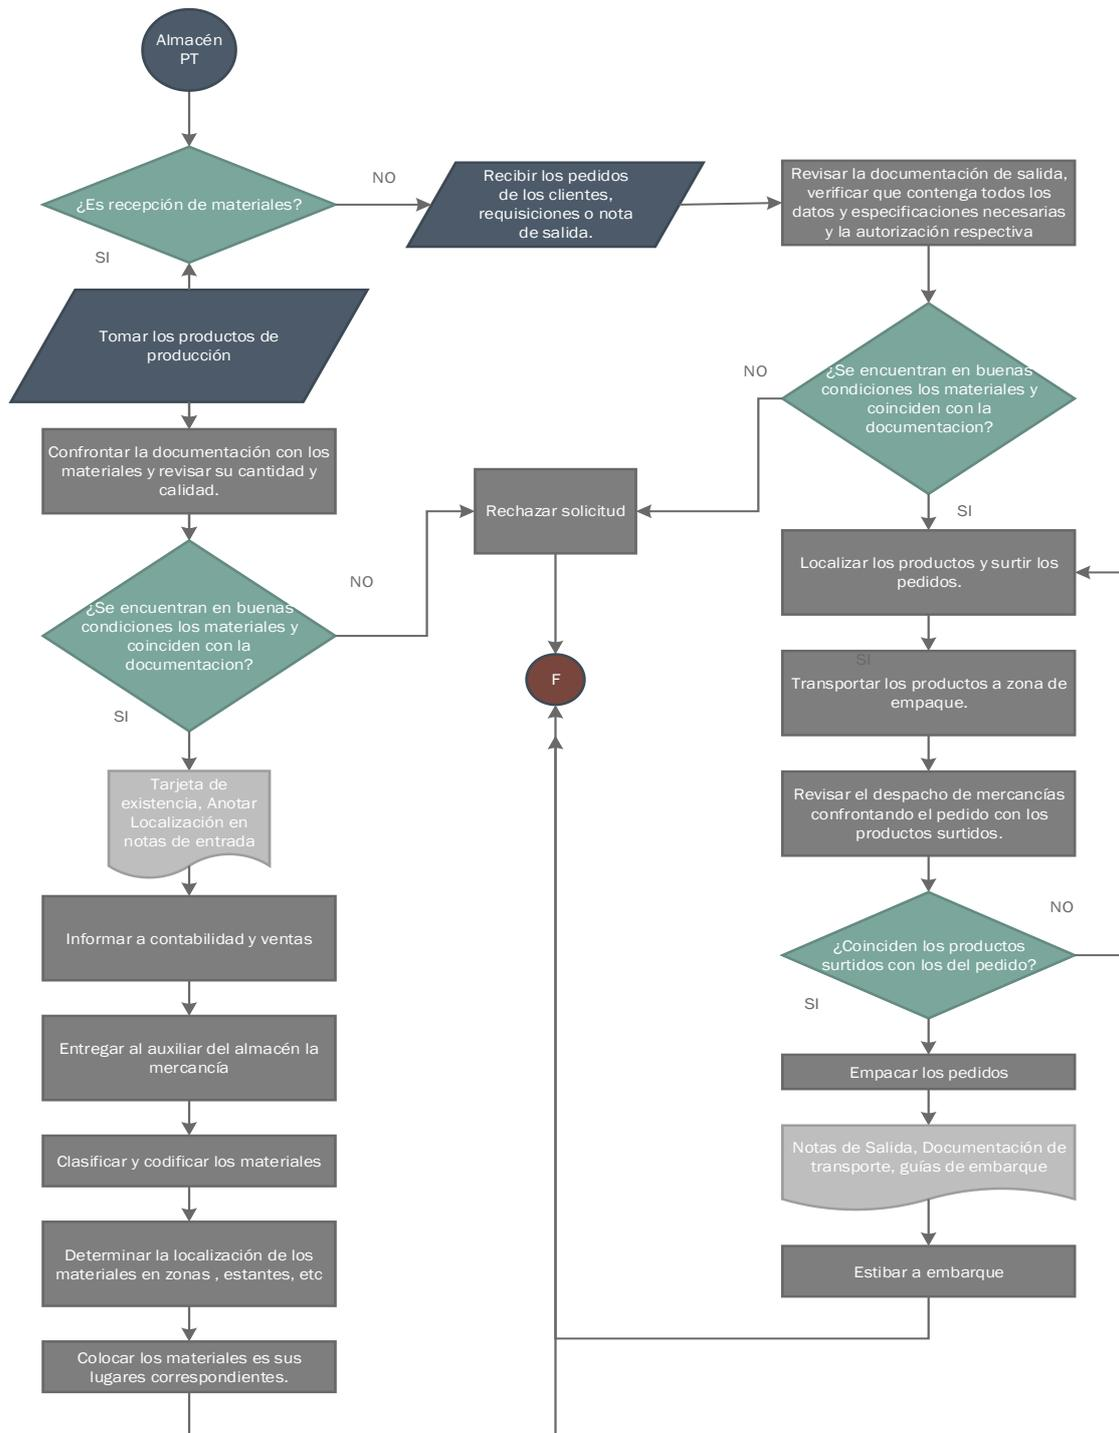 Almacén
PT
¿Es recepción de materiales?
NO
SI
Recibir los pedidos
de los clientes,
requisiciones o nota
de salida.
Revisar la documentación de salida,
verificar que contenga todos los
datos y especificaciones necesarias
y la autorización respectiva
Tomar los productos de
producción
Confrontar la documentación con los
materiales y revisar su cantidad y
calidad.
¿Se encuentran en buenas
condiciones los materiales y
coinciden con la
documentacion?
NO
SI
Rechazar solicitud
F
¿Se encuentran en buenas
condiciones los materiales y
coinciden con la
documentacion?
NO
SI
Localizar los productos y surtir los
pedidos.
SI
Transportar los productos a zona de
empaque.
Revisar el despacho de mercancías
confrontando el pedido con los
productos surtidos.
¿Coinciden los productos
surtidos con los del pedido?
NO
SI
Empacar los pedidos
Notas de Salida, Documentación de
transporte, guías de embarque
Estibar a embarque
Tarjeta de
existencia, Anotar
Localización en
notas de entrada
Informar a contabilidad y ventas
Entregar al auxiliar del almacén la
mercancía
Clasificar y codificar los materiales
Determinar la localización de los
materiales en zonas , estantes, etc
Colocar los materiales es sus
lugares correspondientes.